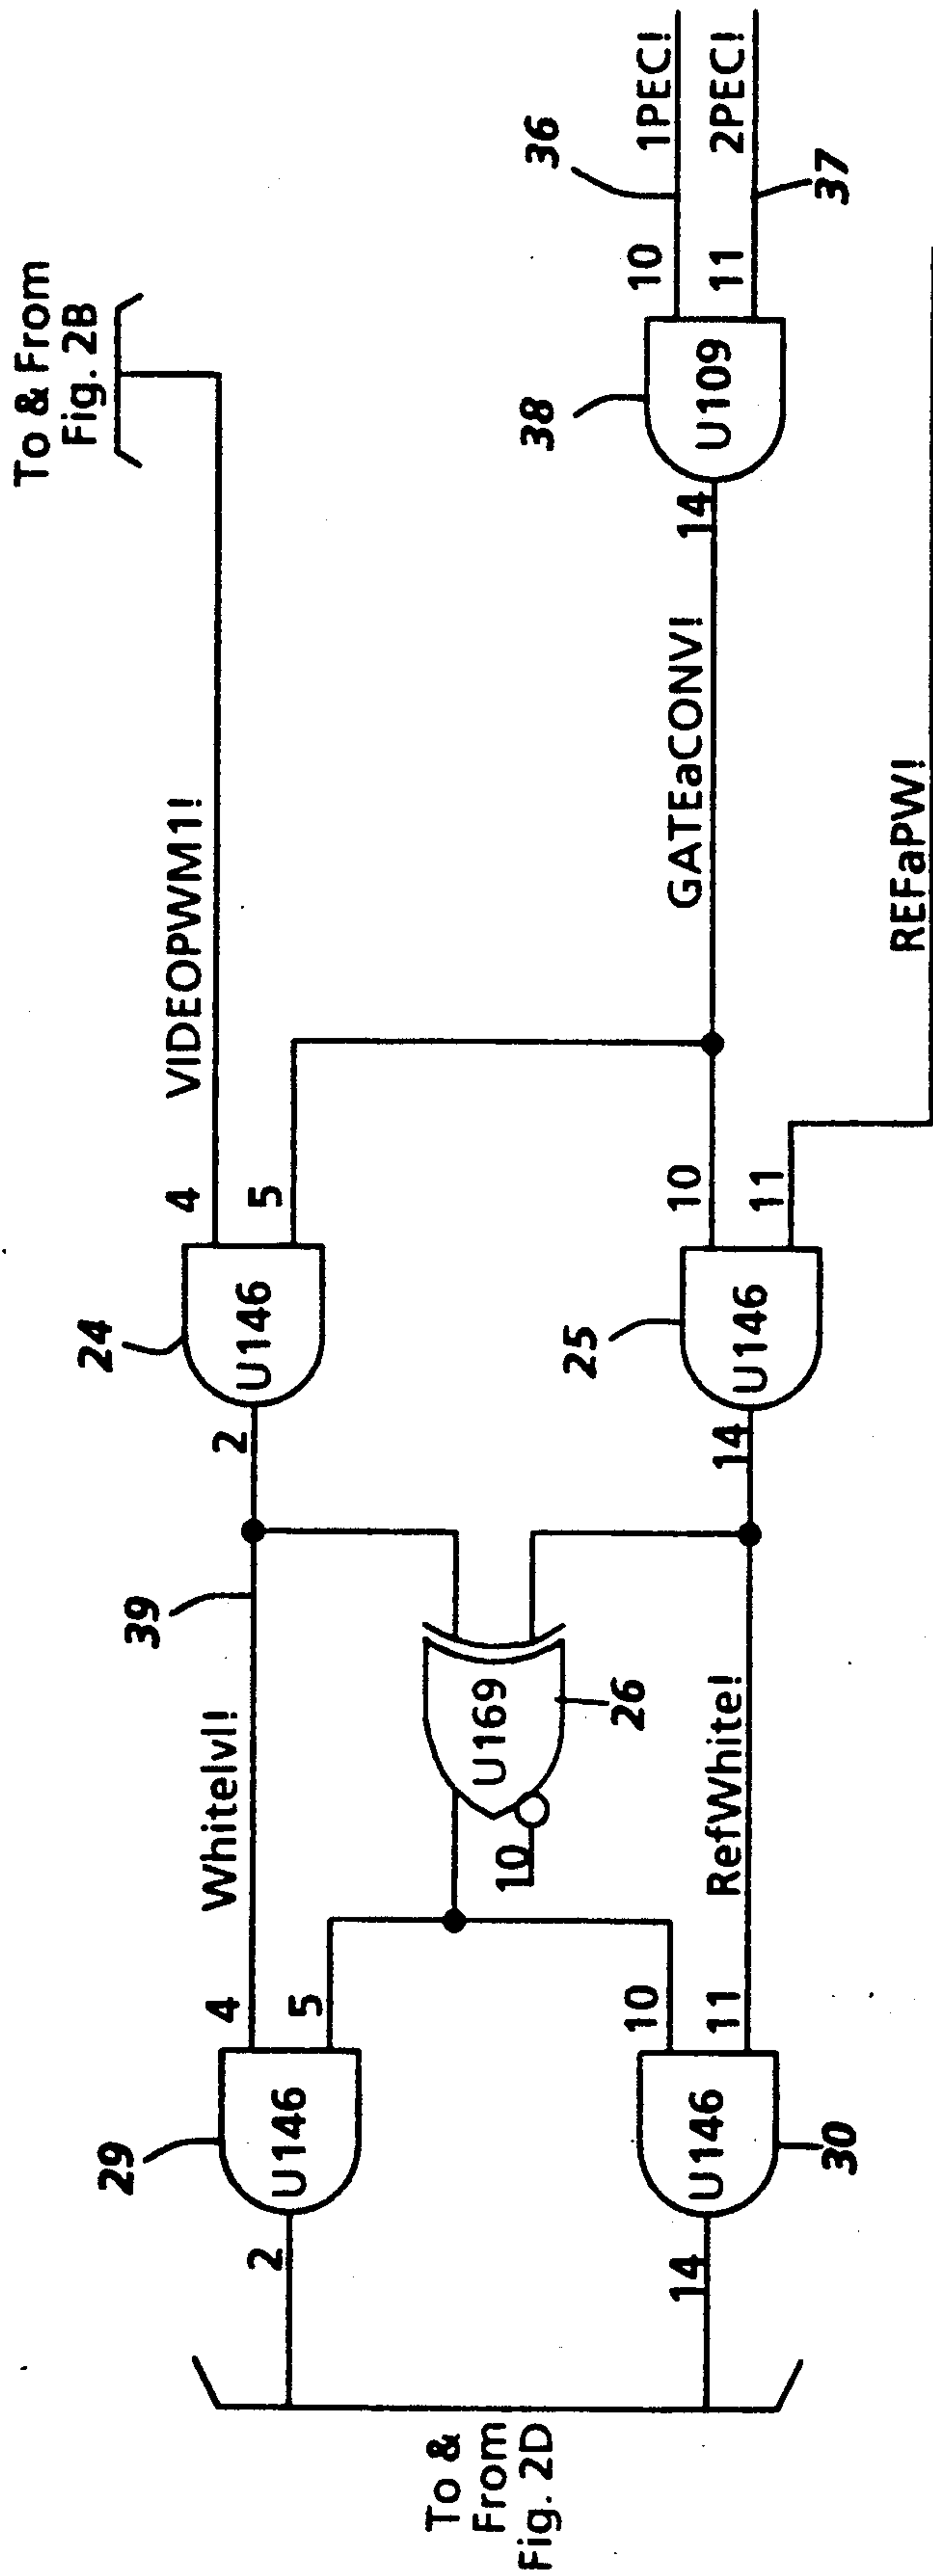 To & From
Fig. 2B
VIDEOPWM1!
4
5
24
U146
2
39
Whitelvl!
4
5
29
U146
2
To &
From
Fig. 2D
36
10
1PEC!
11
2PEC!
37
38
U109
14
GATEaCONV!
10
11
25
U146
14
REFaPW!
U169
26
10
RefWhite!
10
11
U146
30
14